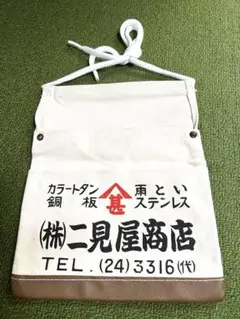 カラートタン 甚 雨とい
銅板 ステンレス
㈱二見屋商店
TEL.(24)3316㈹